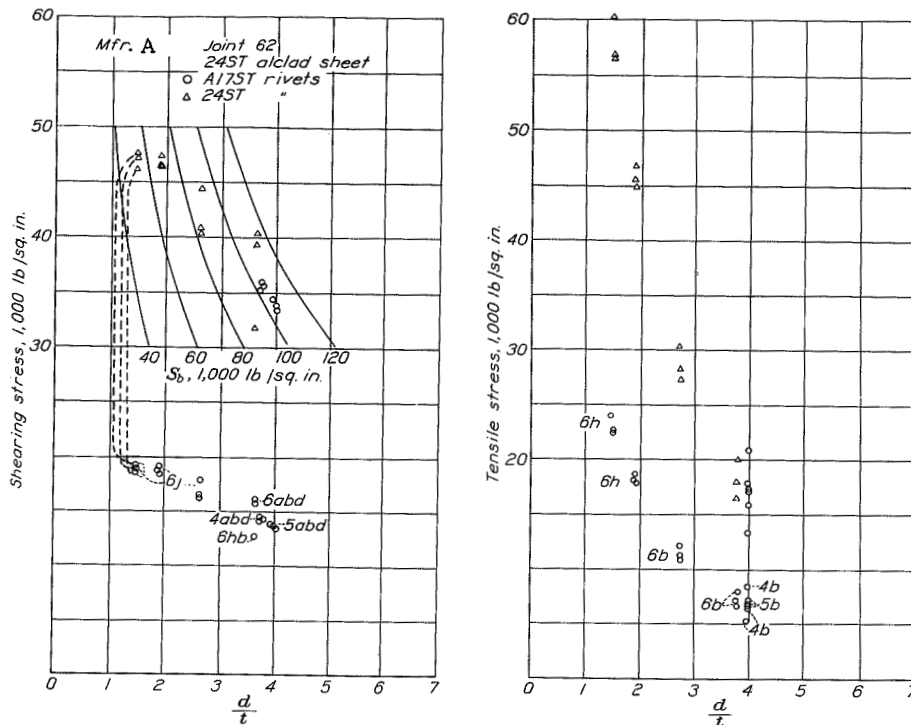 Mfr. A Joint 62
24ST alclad sheet
○ A17ST rivets
△ 24ST "
60
50
40
30
Shearing stress, 1,000 lb/sq. in.
40 60 80 100 120
S_b, 1,000 lb/sq. in.
6j
6abd
4abd
5abd
6hb
0 1 2 3 4 5 6 7
d/t
60
50
40
30
20
Tensile stress, 1,000 lb/sq. in.
6h
6h
6b
4b
6b 5b
4b
0 1 2 3 4 5 6 7
d/t